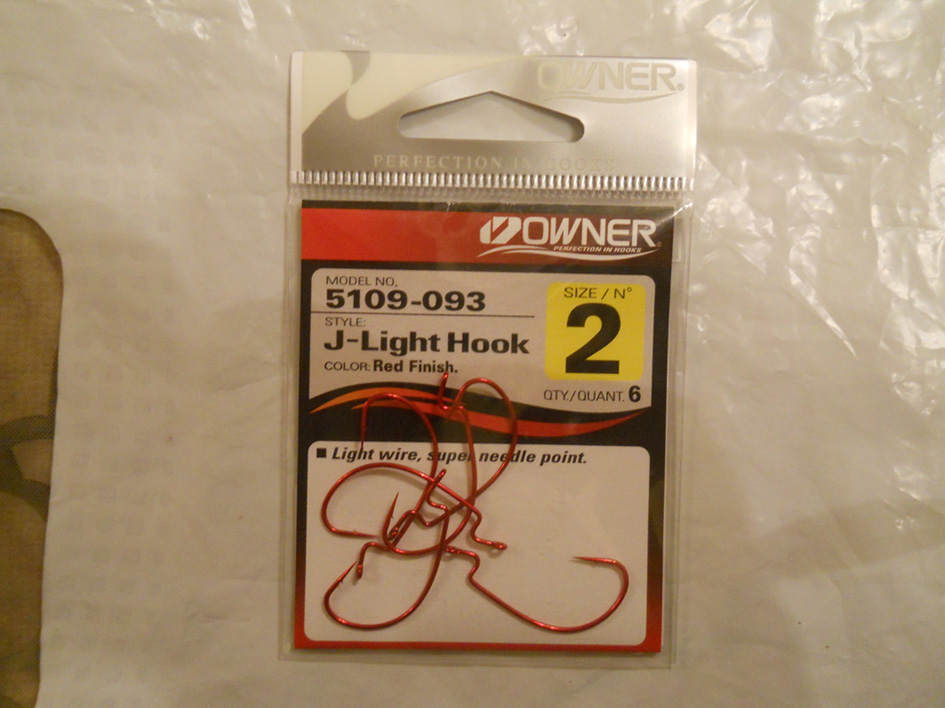 OWNER®
PERFECTION IN HOOKS
OWNER®
PERFECTION IN HOOKS
MODEL NO,
5109-093
STYLE:
J-Light Hook
COLOR: Red Finish.
SIZE / N°
2
QTY./QUANT. 6
■ Light wire, super needle point.